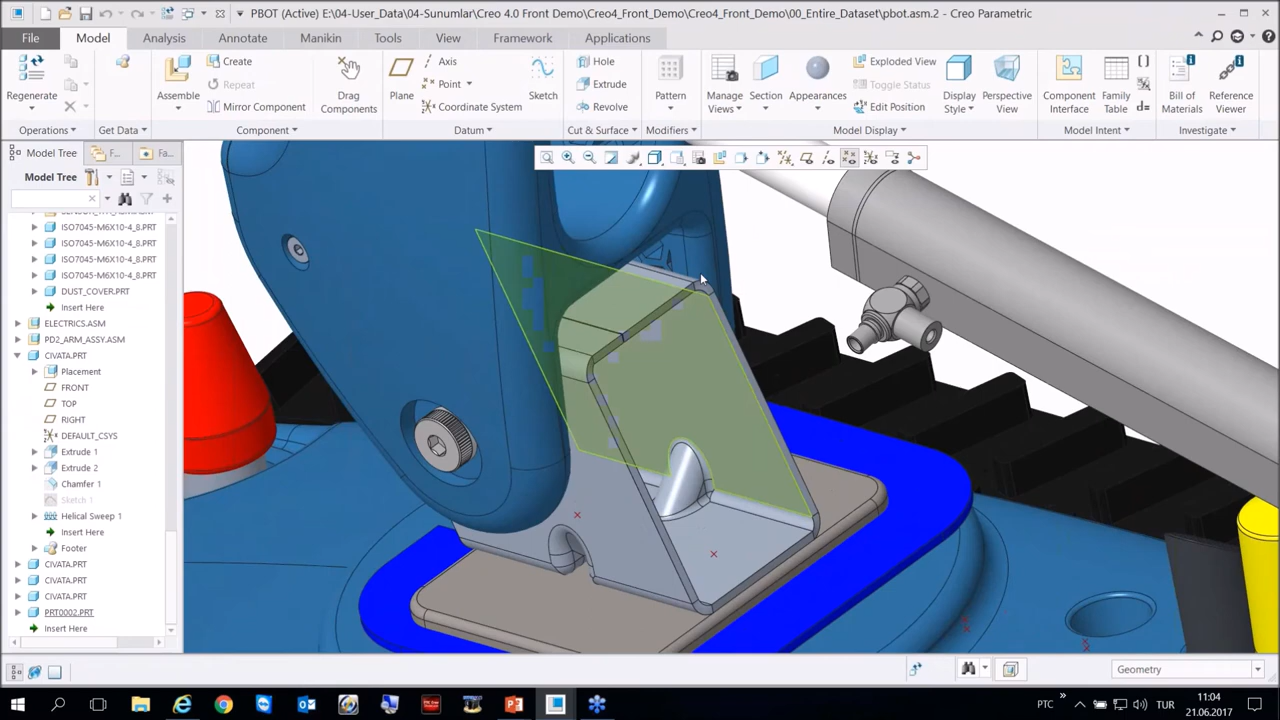 PBOT (Active) E:\04-User_Data\04-Sunumlar\Creo 4.0 Front Demo\Creo4_Front_Demo\Creo4_Front_Demo\00_Entire_Dataset\pbot.asm.2 - Creo Parametric
File Model Analysis Annotate Manikin Tools View Framework Applications
Regenerate
Assemble
Create
Repeat
Mirror Component
Drag Components
Plane
Axis
Point
Coordinate System
Sketch
Hole
Extrude
Revolve
Pattern
Manage Views
Section
Appearances
Exploded View
Toggle Status
Edit Position
Display Style
Perspective View
Component Interface
Family Table
Bill of Materials
Reference Viewer
Operations Get Data Component Datum Cut & Surface Modifiers Model Display Model Intent Investigate
Model Tree F... Fa...
Model Tree
ISO7045-M6X10-4_8.PRT
ISO7045-M6X10-4_8.PRT
ISO7045-M6X10-4_8.PRT
ISO7045-M6X10-4_8.PRT
DUST_COVER.PRT
Insert Here
ELECTRICS.ASM
PD2_ARM_ASSY.ASM
CIVATA.PRT
Placement
FRONT
TOP
RIGHT
DEFAULT_CSYS
Extrude 1
Extrude 2
Chamfer 1
Sketch 1
Helical Sweep 1
Insert Here
Footer
CIVATA.PRT
CIVATA.PRT
CIVATA.PRT
PRT0002.PRT
Insert Here
Geometry
PTC
TUR
11:04
21.06.2017